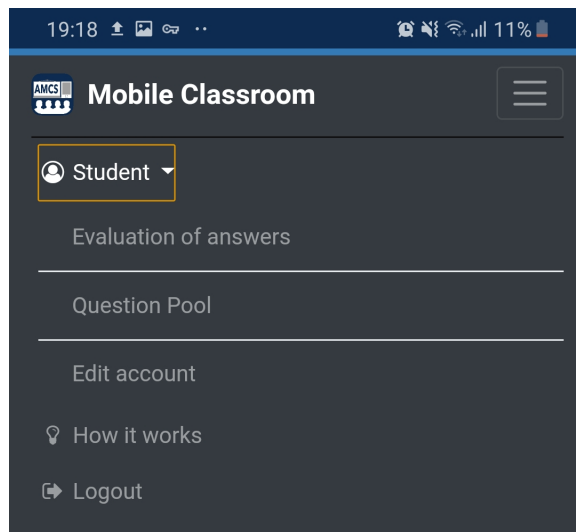 19:18 11%
AMCS Mobile Classroom
Student
Evaluation of answers
Question Pool
Edit account
How it works
Logout